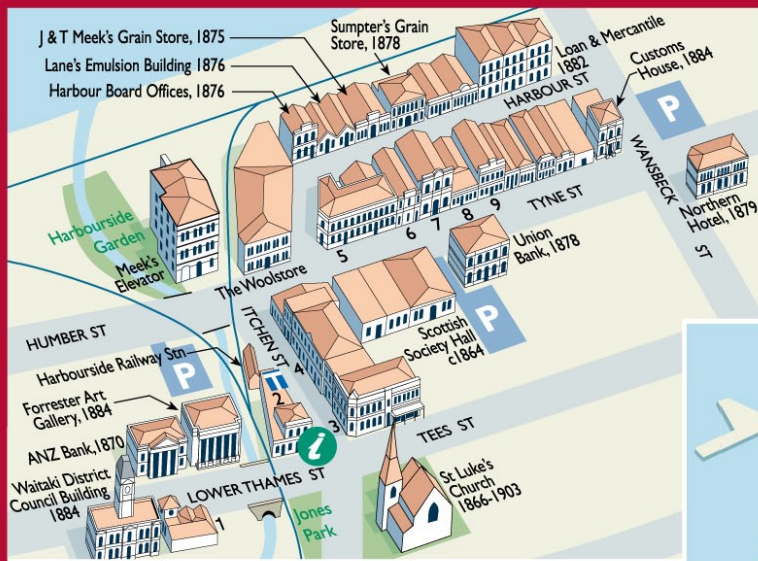 J & T Meek's Grain Store, 1875
Lane's Emulsion Building 1876
Harbour Board Offices, 1876
Sumpter's Grain
Store, 1878
Loan & Mercantile
1882
HARBOUR ST
Customs
House, 1884
P
WANSBECK
ST
Northern
Hotel, 1879
TYNE ST
5
6
7
8
9
Union
Bank, 1878
Harbourside
Garden
Meek's
Elevator
The Woolstore
HUMBER ST
ITCHEN ST
4
Scottish
Society Hall
c1864
P
Harbourside Railway Stn
P
2
3
i
Forrester Art
Gallery, 1884
ANZ Bank, 1870
Waitaki District
Council Building
1884
1
LOWER THAMES ST
TEES ST
Jones
Park
St Luke's
Church
1866-1903